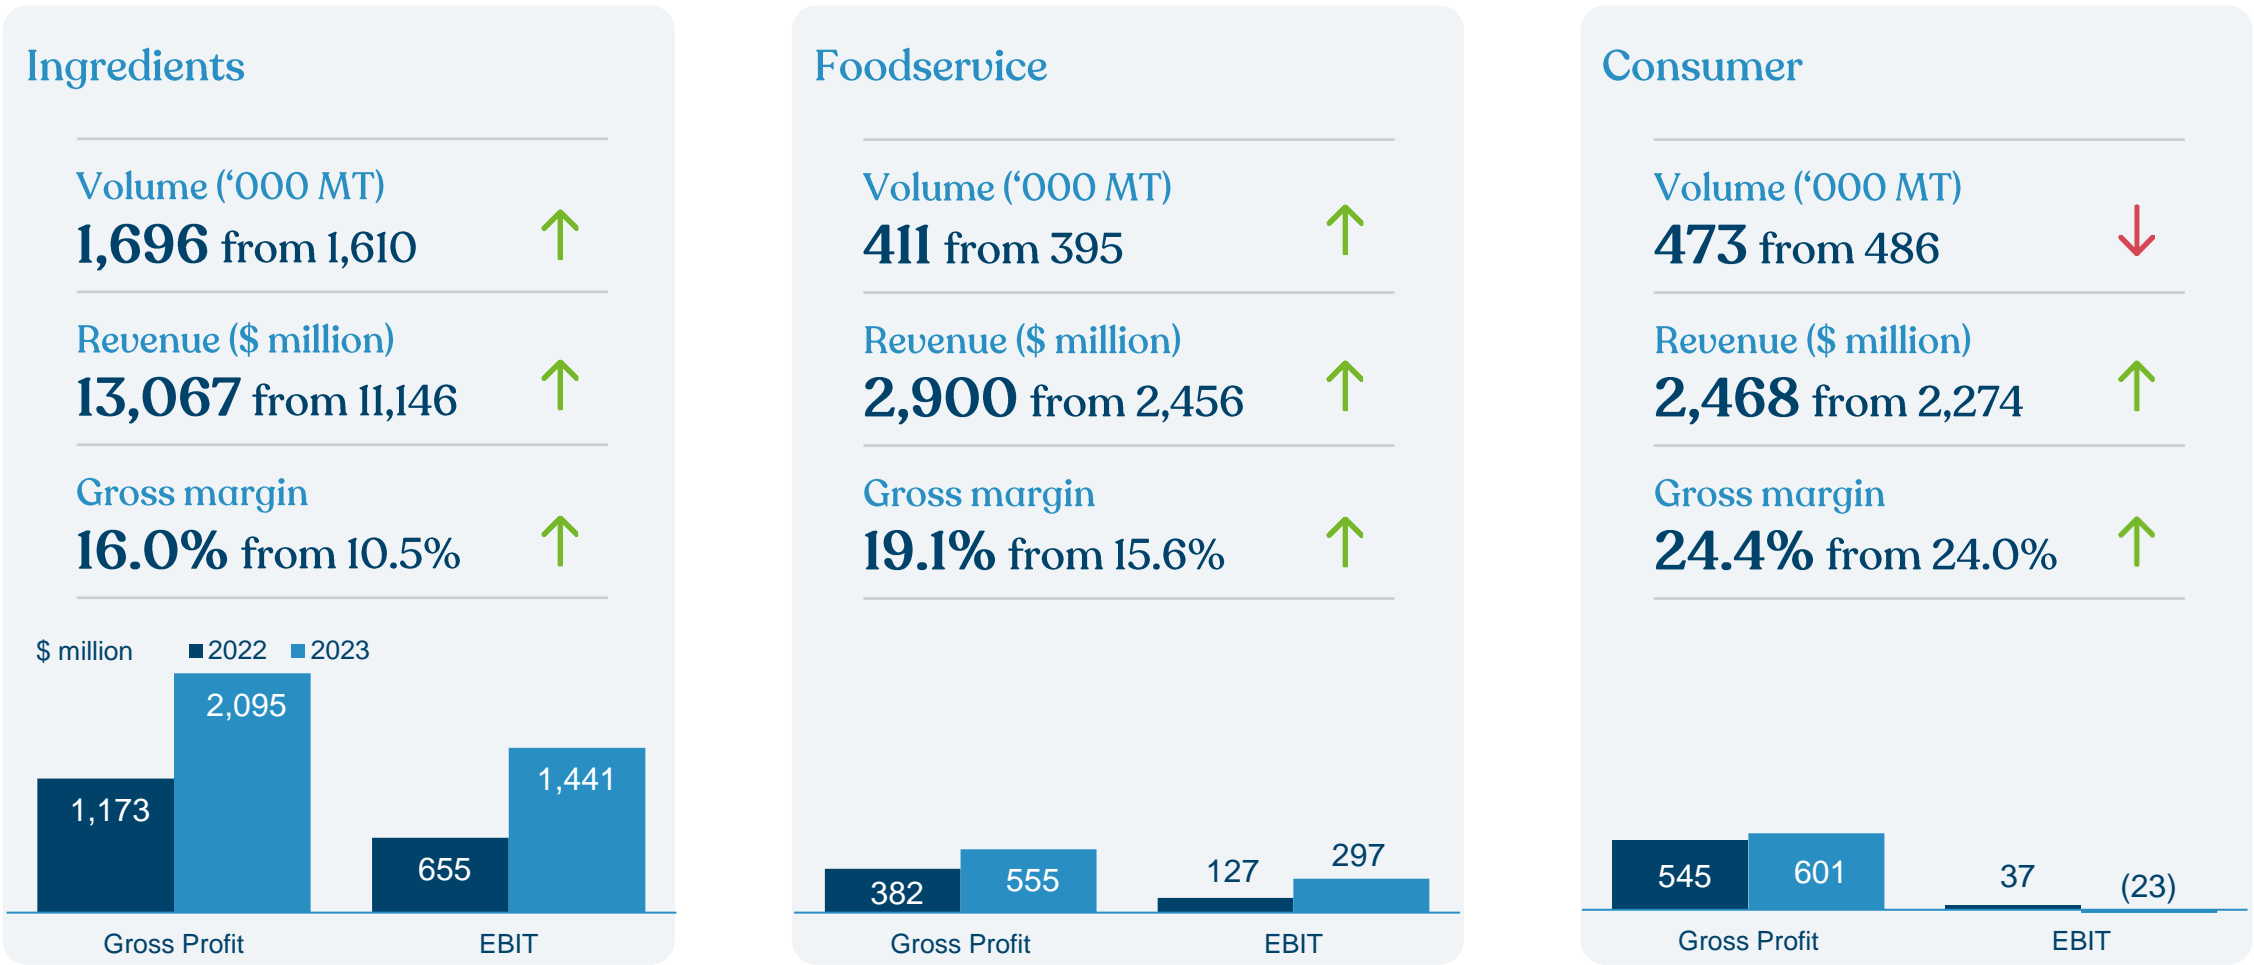 Ingredients
Volume (‘000 MT)
1,696 from 1,610
Revenue ($ million)
13,067 from 11,146
Gross margin
16.0% from 10.5%
$ million
2022 2023
1,173
2,095
655
1,441
Gross Profit
EBIT
Foodservice
Volume (‘000 MT)
411 from 395
Revenue ($ million)
2,900 from 2,456
Gross margin
19.1% from 15.6%
382
555
127
297
Gross Profit
EBIT
Consumer
Volume (‘000 MT)
473 from 486
Revenue ($ million)
2,468 from 2,274
Gross margin
24.4% from 24.0%
545
601
37
(23)
Gross Profit
EBIT